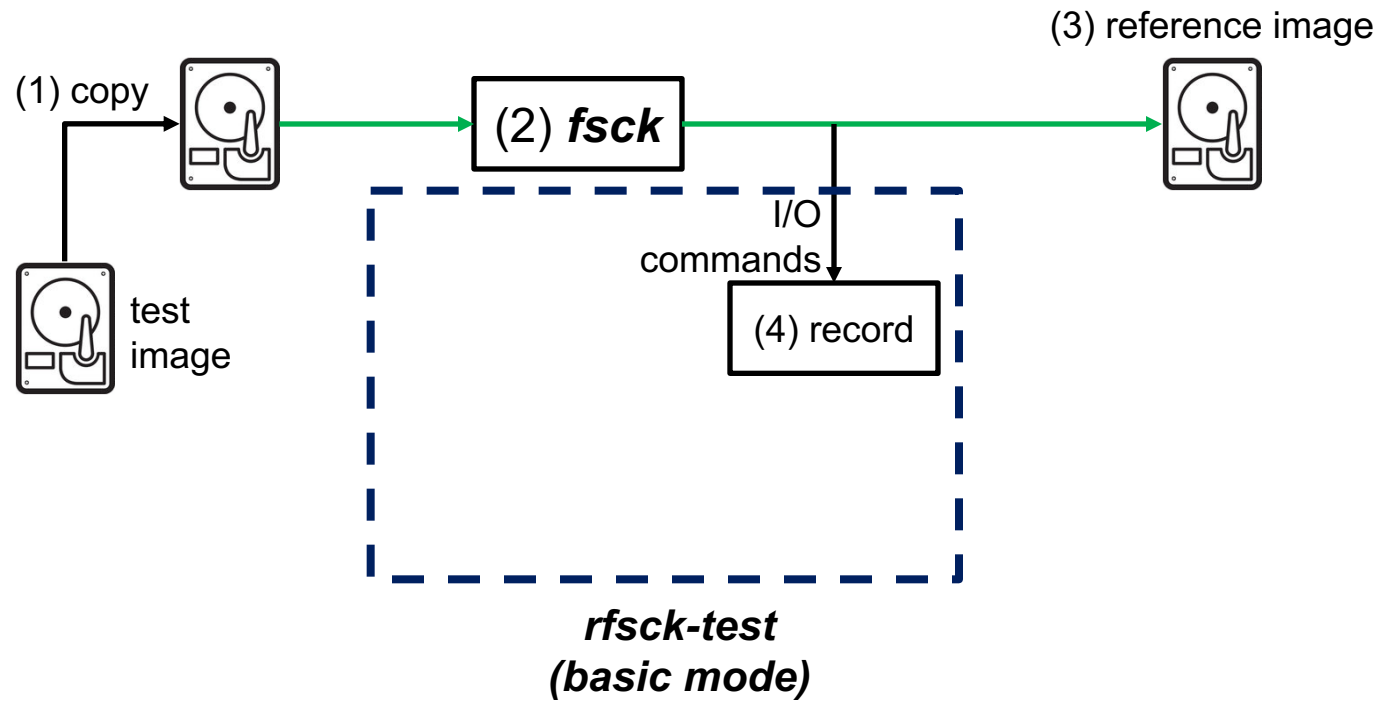 (3) reference image
(1) copy
(2) fsck
I/O
commands
test
image
(4) record
rfsck-test
(basic mode)